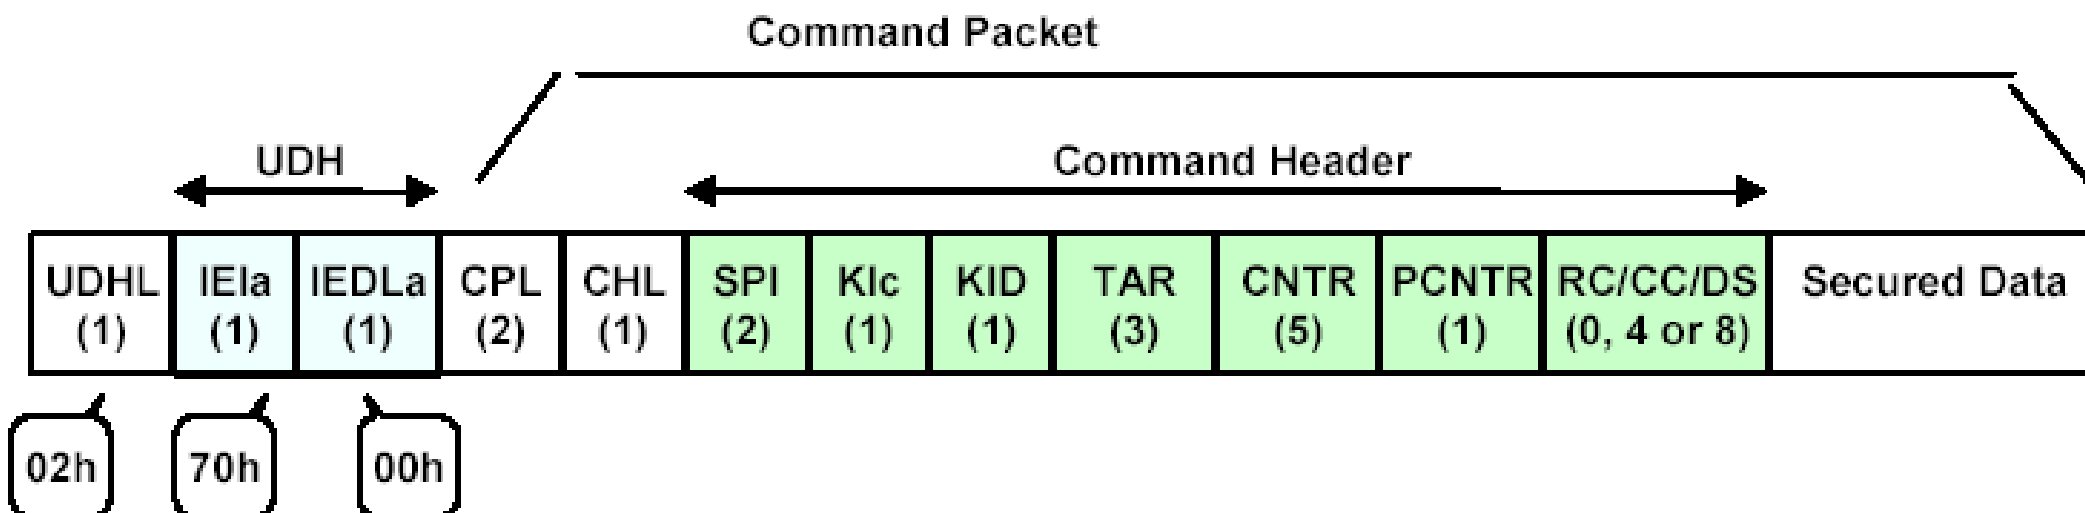 Command Packet
UDH
Command Header
UDHL IEIa IEDLa CPL CHL SPI KIc KID TAR CNTR PCNTR RC/CC/DS Secured Data
(1) (1) (1) (2) (1) (2) (1) (1) (3) (5) (1) (0, 4 or 8)
02h 70h 00h